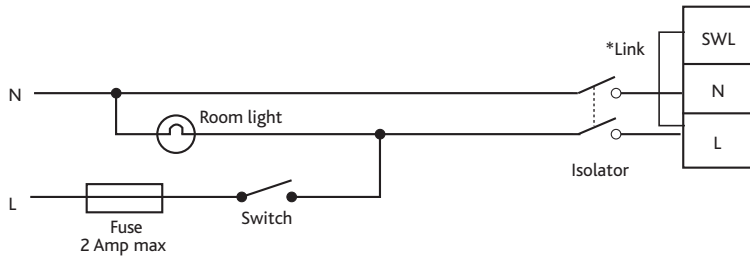 SWL
*Link
N
N
Room light
L
Isolator
L
Switch
Fuse
2 Amp max